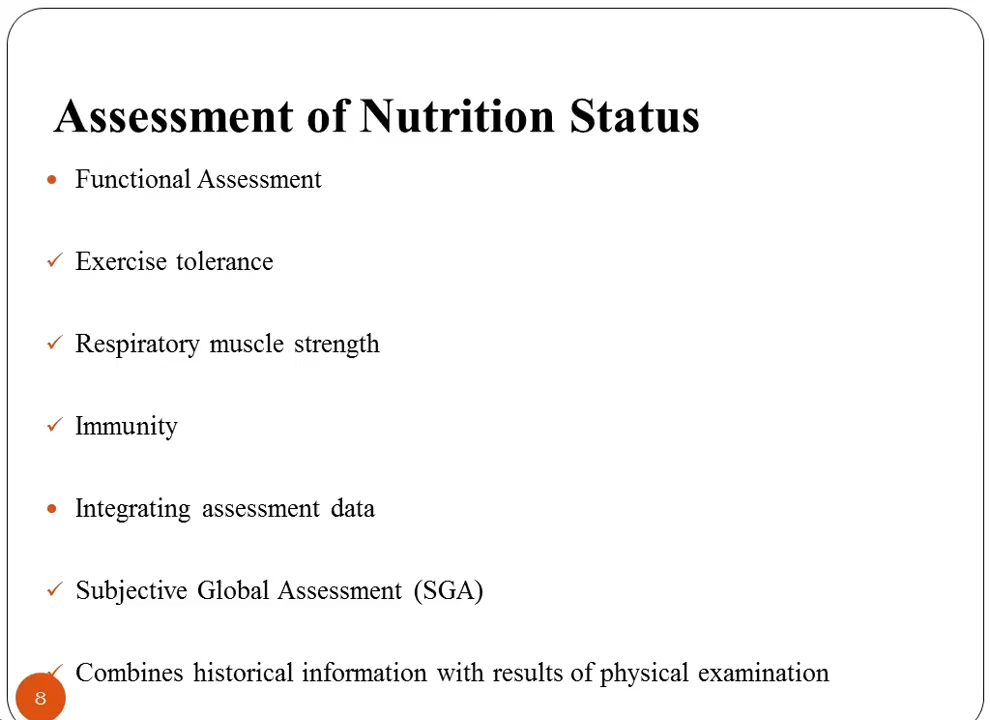 Assessment of Nutrition Status
Functional Assessment
Exercise tolerance
Respiratory muscle strength
Immunity
Integrating assessment data
Subjective Global Assessment (SGA)
Combines historical information with results of physical examination
8